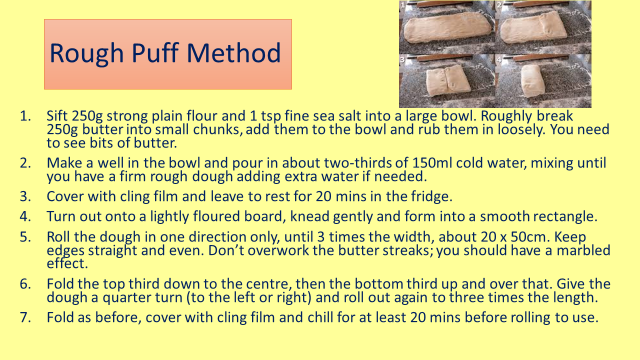 Rough Puff Method
1. Sift 250g strong plain flour and 1 tsp fine sea salt into a large bowl. Roughly break
250g butter into small chunks, add them to the bowl and rub them in loosely. You need
to see bits of butter.
2. Make a well in the bowl and pour in about two-thirds of 150ml cold water, mixing until
you have a firm rough dough adding extra water if needed.
3. Cover with cling film and leave to rest for 20 mins in the fridge.
4. Turn out onto a lightly floured board, knead gently and form into a smooth rectangle.
5. Roll the dough in one direction only, until 3 times the width, about 20 x 50cm. Keep
edges straight and even. Don’t overwork the butter streaks; you should have a marbled
effect.
6. Fold the top third down to the centre, then the bottom third up and over that. Give the
dough a quarter turn (to the left or right) and roll out again to three times the length.
7. Fold as before, cover with cling film and chill for at least 20 mins before rolling to use.